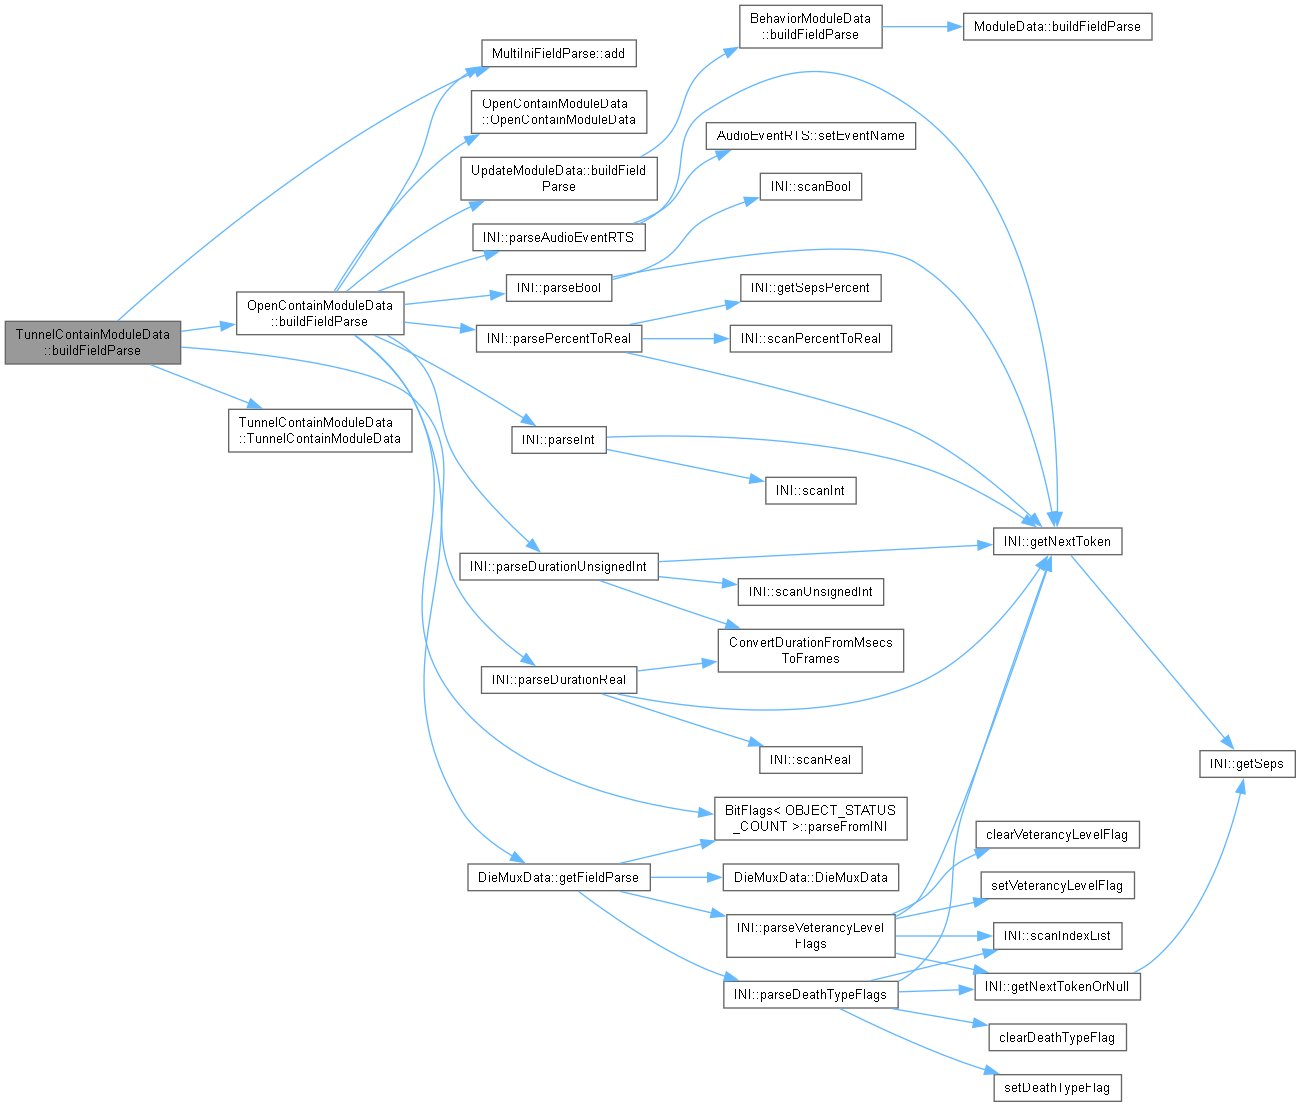 BehaviorModuleData
::buildFieldParse
ModuleData::buildFieldParse
MultiIniFieldParse::add
OpenContainModuleData
::OpenContainModuleData
AudioEventRTS::setEventName
UpdateModuleData::buildField
Parse
INI::scanBool
INI::parseAudioEventRTS
INI::parseBool
INI::getSepsPercent
OpenContainModuleData
::buildFieldParse
TunnelContainModuleData
::buildFieldParse
INI::parsePercentToReal
INI::scanPercentToReal
TunnelContainModuleData
::TunnelContainModuleData
INI::parseInt
INI::scanInt
INI::getNextToken
INI::parseDurationUnsignedInt
INI::scanUnsignedInt
ConvertDurationFromMsecs
ToFrames
INI::parseDurationReal
INI::scanReal
INI::getSeps
BitFlags< OBJECT_STATUS
_COUNT >::parseFromINI
clearVeterancyLevelFlag
DieMuxData::getFieldParse
DieMuxData::DieMuxData
setVeterancyLevelFlag
INI::parseVeterancyLevel
Flags
INI::scanIndexList
INI::parseDeathTypeFlags
INI::getNextTokenOrNull
clearDeathTypeFlag
setDeathTypeFlag